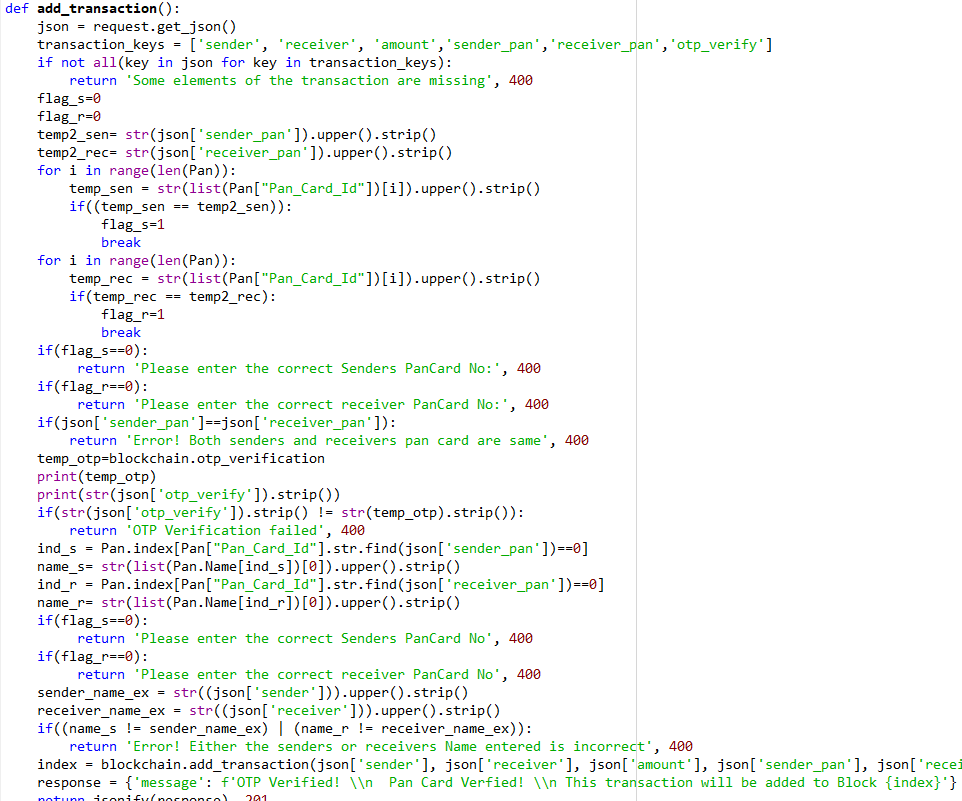 def add_transaction():
    json = request.get_json()
    transaction_keys = ['sender', 'receiver', 'amount','sender_pan','receiver_pan','otp_verify']
    if not all(key in json for key in transaction_keys):
        return 'Some elements of the transaction are missing', 400
    flag_s=0
    flag_r=0
    temp2_sen= str(json['sender_pan']).upper().strip()
    temp2_rec= str(json['receiver_pan']).upper().strip()
    for i in range(len(Pan)):
        temp_sen = str(list(Pan["Pan_Card_Id"])[i]).upper().strip()
        if((temp_sen == temp2_sen)):
            flag_s=1
            break
    for i in range(len(Pan)):
        temp_rec = str(list(Pan["Pan_Card_Id"])[i]).upper().strip()
        if(temp_rec == temp2_rec):
            flag_r=1
            break
    if(flag_s==0):
         return 'Please enter the correct Senders PanCard No:', 400
    if(flag_r==0):
         return 'Please enter the correct receiver PanCard No:', 400
    if(json['sender_pan']==json['receiver_pan']):
        return 'Error! Both senders and receivers pan card are same', 400
    temp_otp=blockchain.otp_verification
    print(temp_otp)
    print(str(json['otp_verify']).strip())
    if(str(json['otp_verify']).strip() != str(temp_otp).strip()):
        return 'OTP Verification failed', 400
    ind_s = Pan.index[Pan["Pan_Card_Id"].str.find(json['sender_pan'])==0]
    name_s= str(list(Pan.Name[ind_s])[0]).upper().strip()
    ind_r = Pan.index[Pan["Pan_Card_Id"].str.find(json['receiver_pan'])==0]
    name_r= str(list(Pan.Name[ind_r])[0]).upper().strip()
    if(flag_s==0):
        return 'Please enter the correct Senders PanCard No', 400
    if(flag_r==0):
         return 'Please enter the correct receiver PanCard No', 400
    sender_name_ex = str((json['sender'])).upper().strip()
    receiver_name_ex = str((json['receiver'])).upper().strip()
    if((name_s != sender_name_ex) | (name_r != receiver_name_ex)):
        return 'Error! Either the senders or receivers Name entered is incorrect', 400
    index = blockchain.add_transaction(json['sender'], json['receiver'], json['amount'], json['sender_pan'], json['recei
    response = {'message': f'OTP Verified! \\n  Pan Card Verfied! \\n This transaction will be added to Block {index}'}
    return jsonify(response), 201